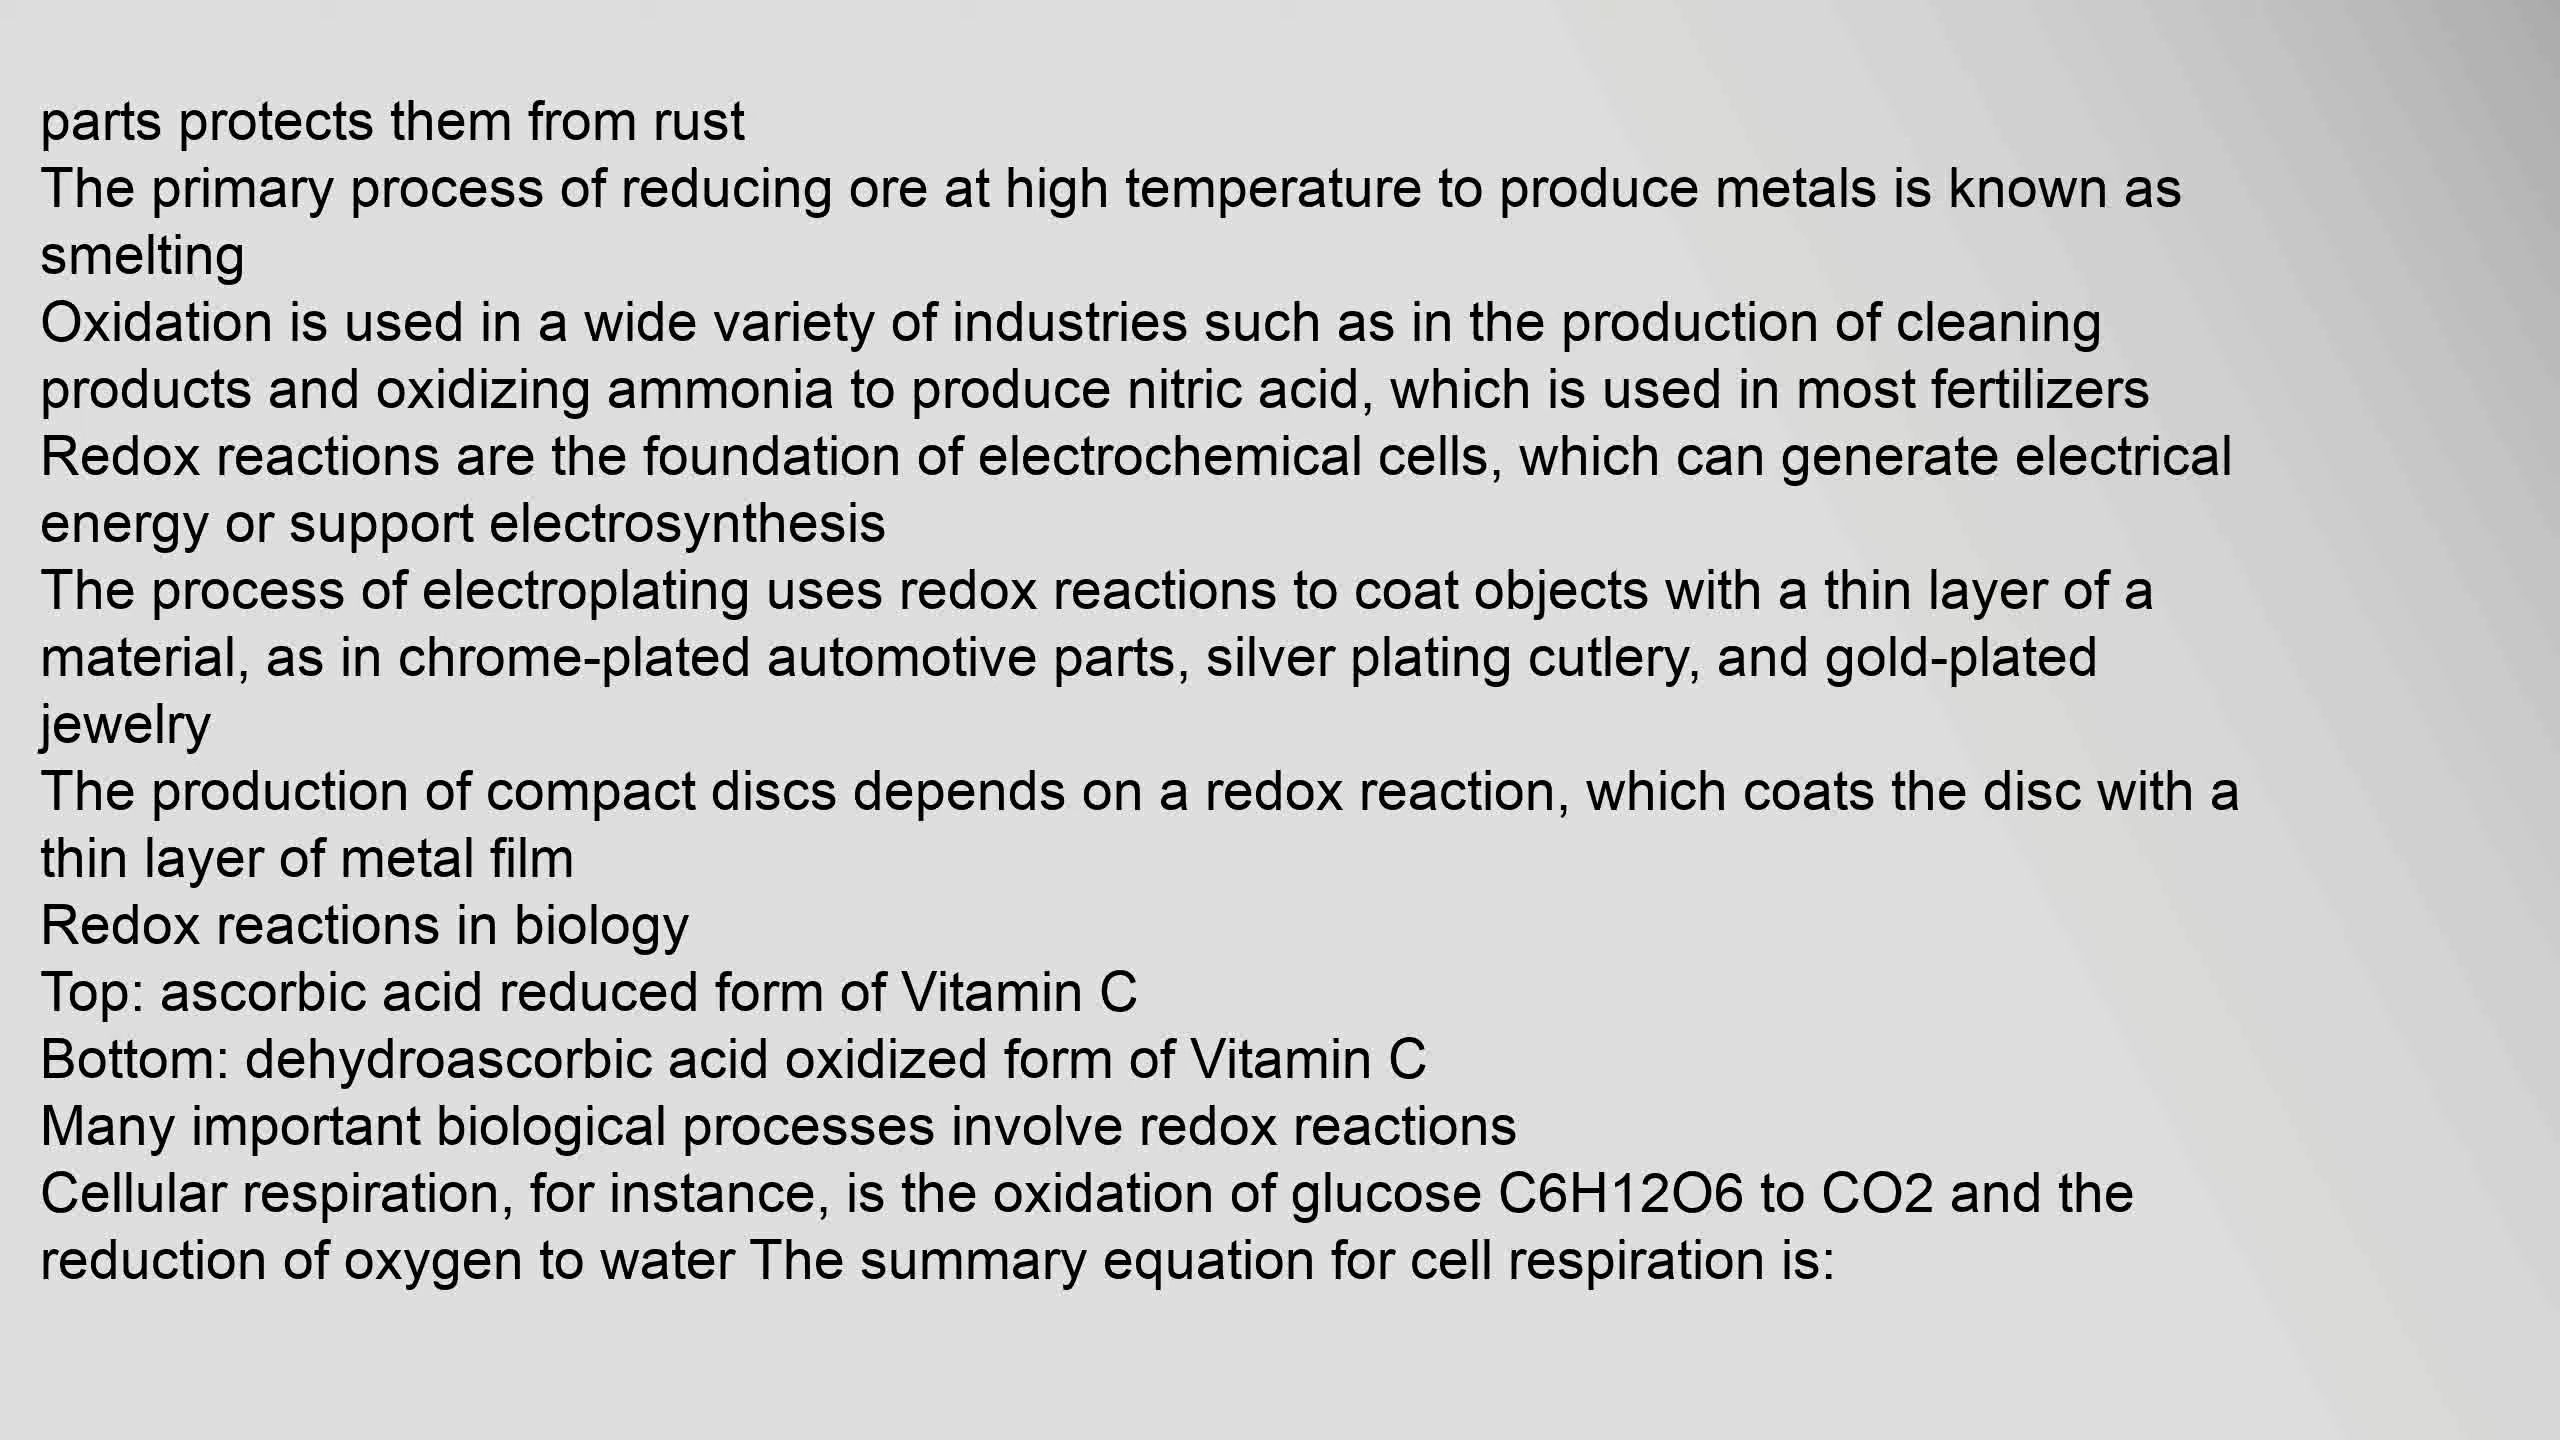 parts protects them from rust
The primary process of reducing ore at high temperature to produce metals is known as
smelting
Oxidation is used in a wide variety of industries such as in the production of cleaning
products and oxidizing ammonia to produce nitric acid, which is used in most fertilizers
Redox reactions are the foundation of electrochemical cells, which can generate electrical
energy or support electrosynthesis
The process of electroplating uses redox reactions to coat objects with a thin layer of a
material, as in chrome-plated automotive parts, silver plating cutlery, and gold-plated
jewelry
The production of compact discs depends on a redox reaction, which coats the disc with a
thin layer of metal film
Redox reactions in biology
Top: ascorbic acid reduced form of Vitamin C
Bottom: dehydroascorbic acid oxidized form of Vitamin C
Many important biological processes involve redox reactions
Cellular respiration, for instance, is the oxidation of glucose C6H12O6 to CO2 and the
reduction of oxygen to water The summary equation for cell respiration is: